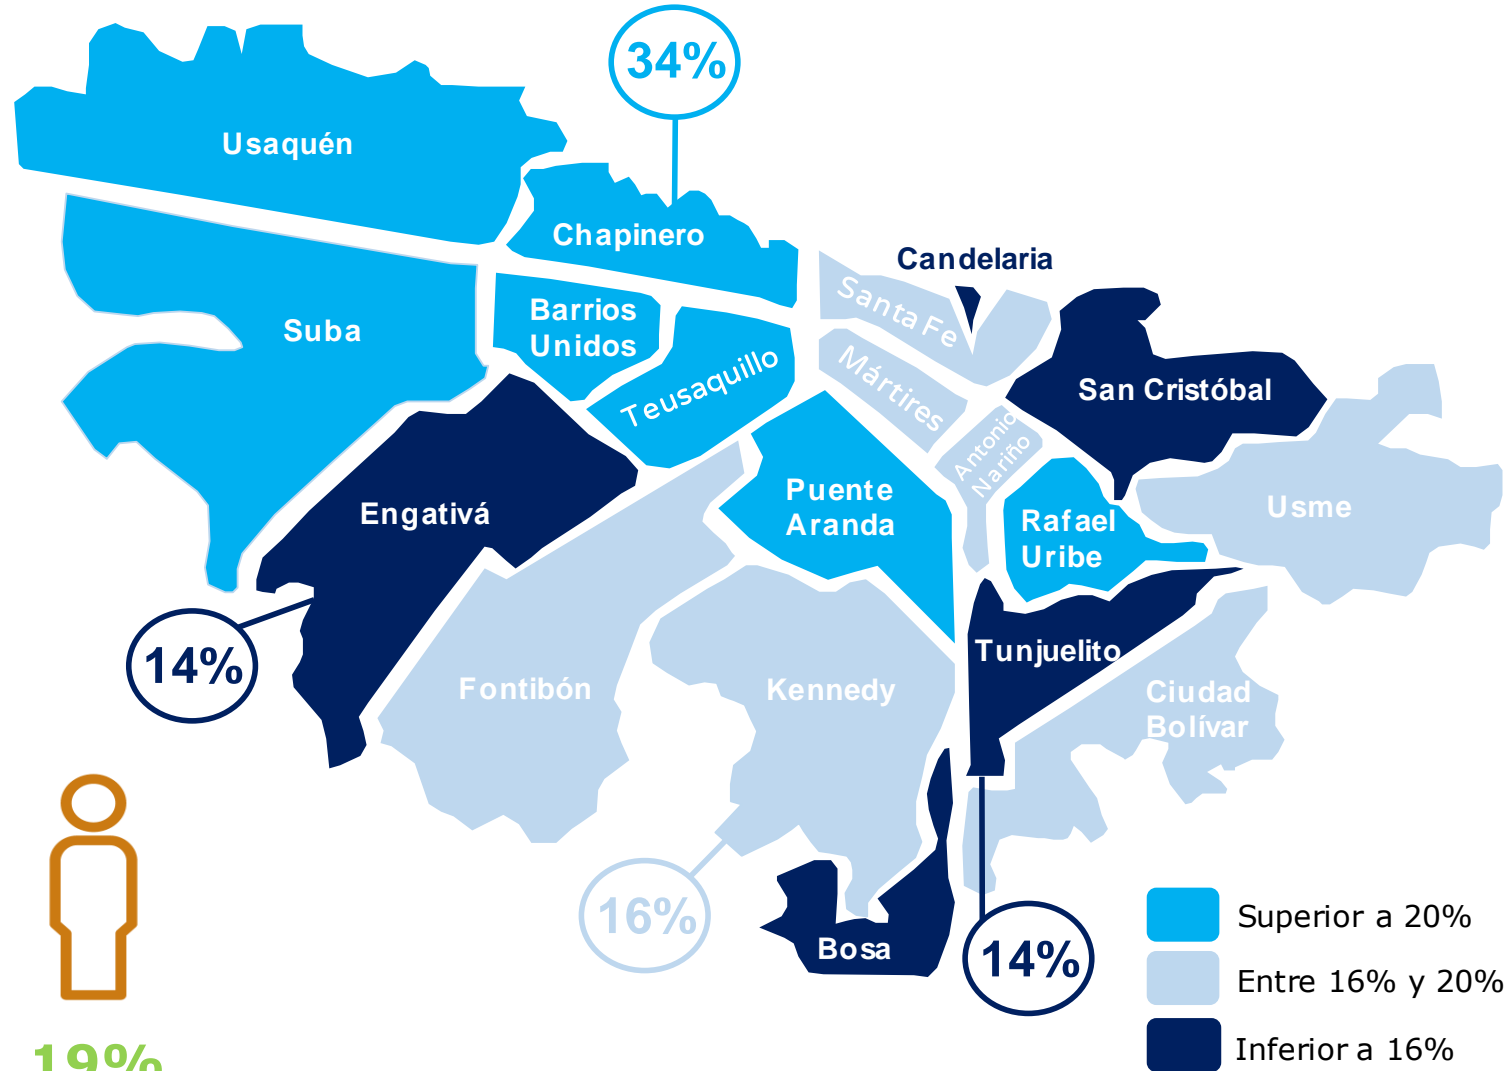 34%
Usaquén
Chapinero
Candelaria
Santa Fe
Barrios
Unidos
Suba
Teusaquillo
Mártires
San Cristóbal
Antonio
Nariño
Puente
Aranda
Engativá
Usme
Rafael
Uribe
14%
Tunjuelito
Fontibón
Kennedy
Ciudad
Bolívar
16%
Bosa
14%
Superior a 20%
Entre 16% y 20%
Inferior a 16%
19%